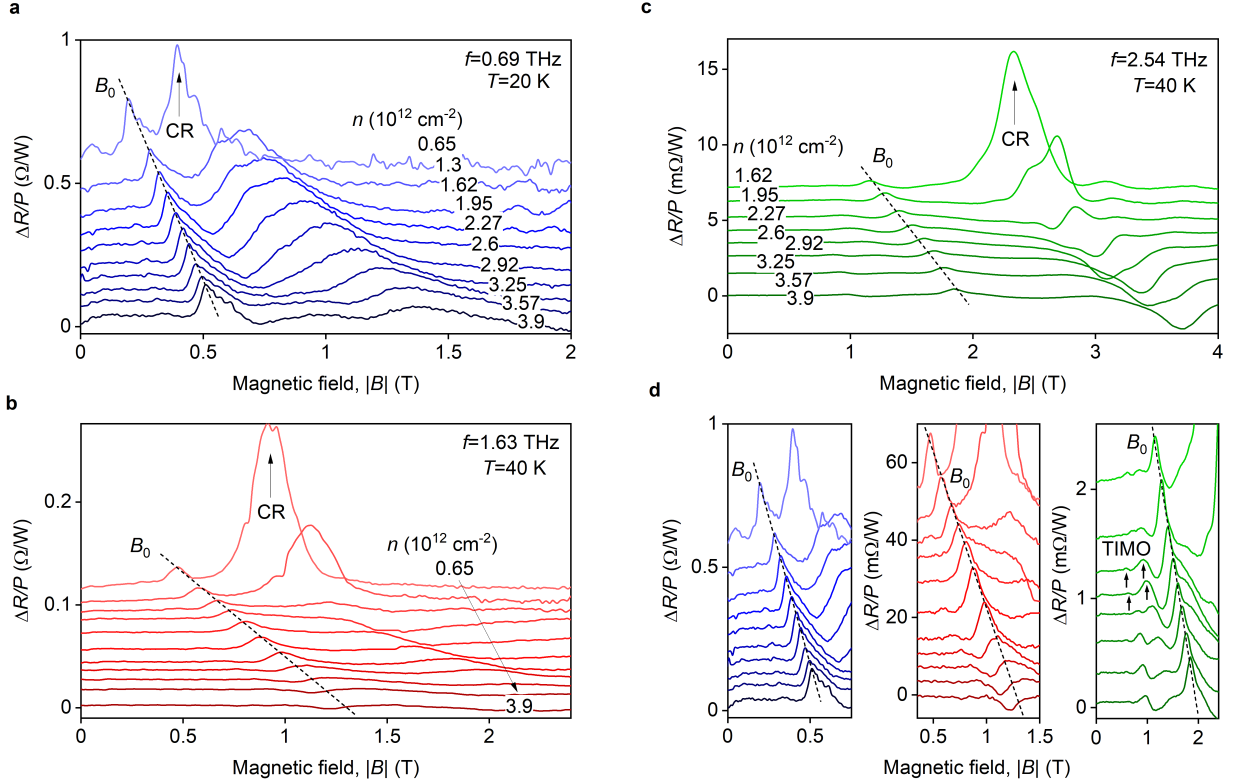 a
f=0.69 THz
T=20 K
B0
CR
n (10^12 cm^-2)
0.65
1.3
1.62
1.95
2.27
2.6
2.92
3.25
3.57
3.9
1
0.5
0
ΔR/P (Ω/W)
0 0.5 1 1.5 2
Magnetic field, |B| (T)
b
f=1.63 THz
T=40 K
B0
CR
n (10^12 cm^-2)
0.65
3.9
0.2
0.1
0
ΔR/P (Ω/W)
0 0.5 1 1.5 2
Magnetic field, |B| (T)
c
f=2.54 THz
T=40 K
B0
CR
n (10^12 cm^-2)
1.62
1.95
2.27
2.6
2.92
3.25
3.57
3.9
15
10
5
0
ΔR/P (mΩ/W)
0 1 2 3 4
Magnetic field, |B| (T)
d
B0
1
0.5
0
ΔR/P (Ω/W)
0 0.5
B0
60
40
20
0
ΔR/P (mΩ/W)
0.5 1 1.5
B0
TIMO
2
1
0
ΔR/P (mΩ/W)
0 1 2
Magnetic field, |B| (T)